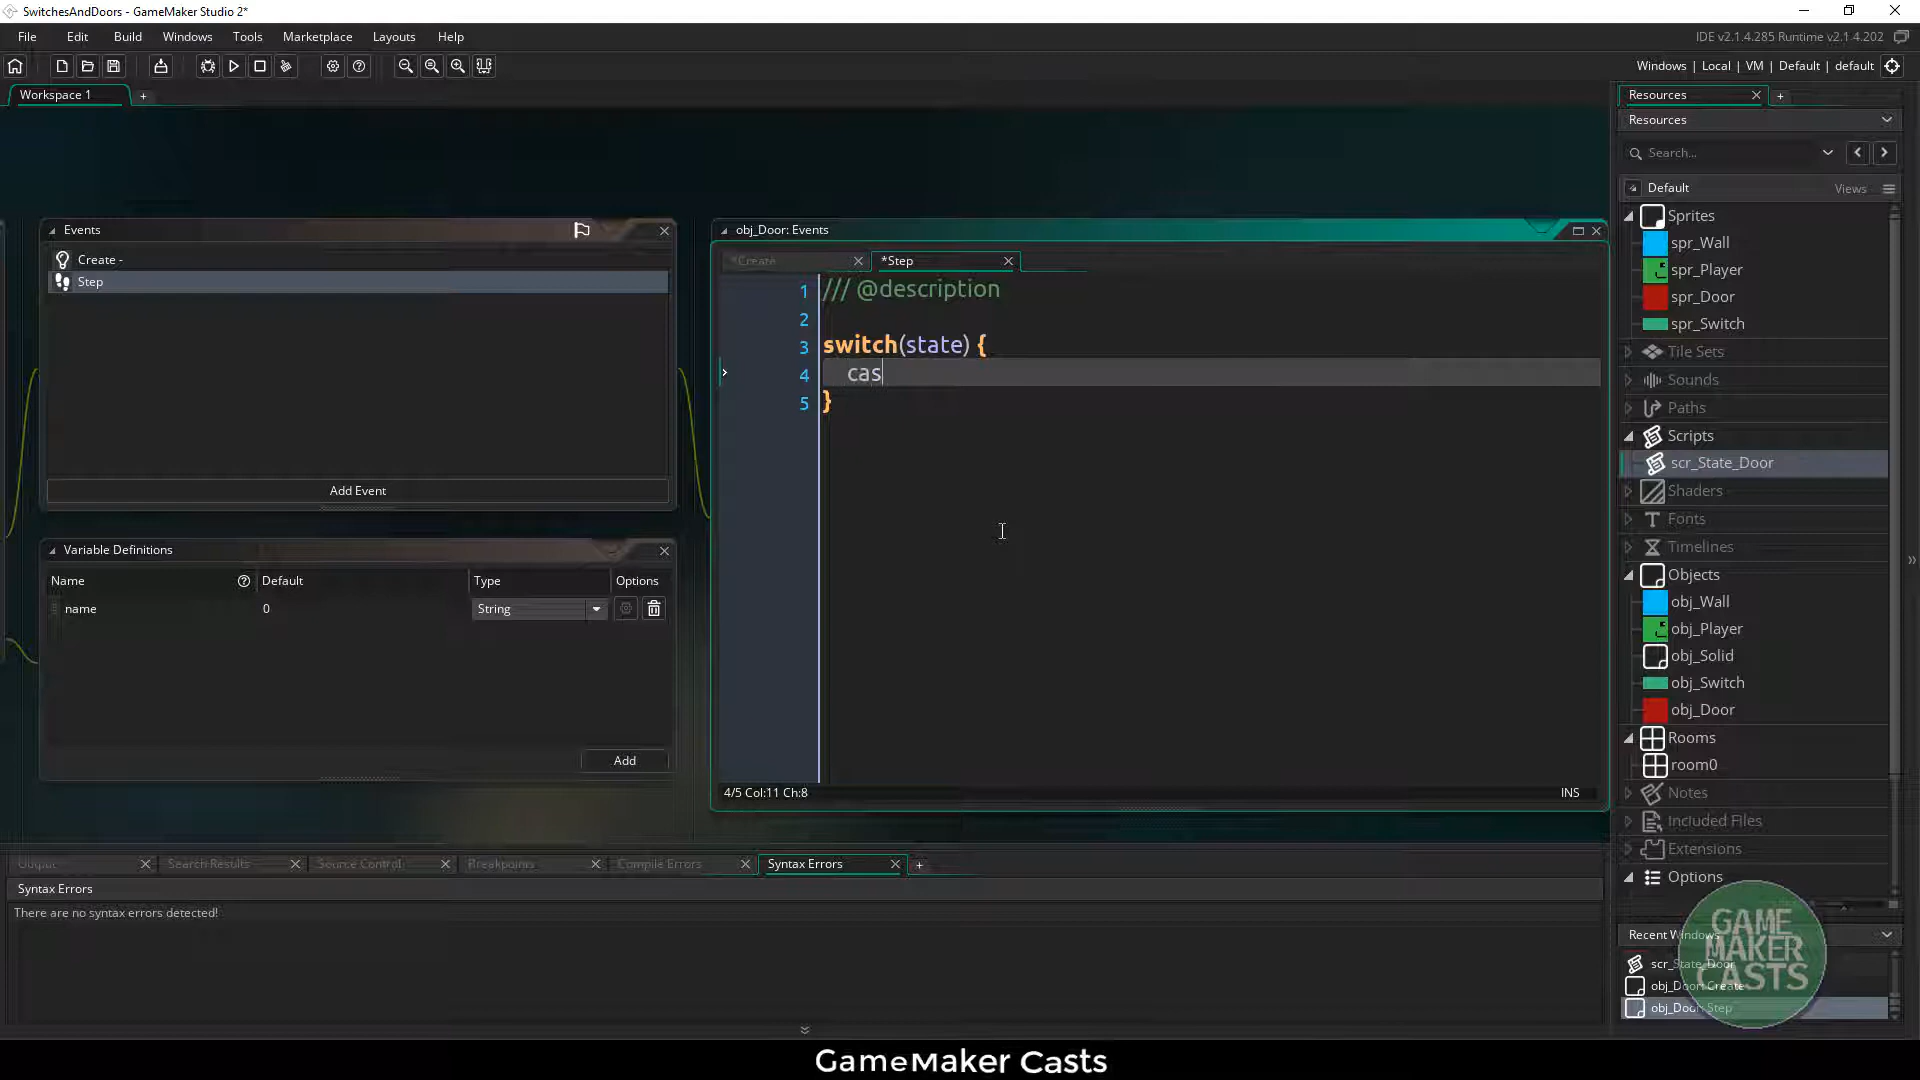 SwitchesAndDoors - GameMaker Studio 2*
File Edit Build Windows Tools Marketplace Layouts Help
IDE v2.1.4.285 Runtime v2.1.4.202
Windows | Local | VM | Default | default
Workspace 1
Resources
Resources
Search...
Default Views
Sprites
spr_Wall
spr_Player
spr_Door
spr_Switch
Tile Sets
Sounds
Paths
Scripts
scr_State_Door
Shaders
Fonts
Timelines
Objects
obj_Wall
obj_Player
obj_Solid
obj_Switch
obj_Door
Rooms
room0
Notes
Included Files
Extensions
Options
Recent Windows
scr_State_Door
obj_Door: Create
obj_Door: Step
GAME
MAKER
CASTS
Events
Create -
Step
Add Event
Variable Definitions
Name Default Type Options
name 0 String
Add
obj_Door: Events
*Create *Step
1 /// @description
2
3 switch(state) {
4 cas
5 }
4/5 Col:11 Ch:8 INS
Output Search Results Source Control Breakpoints Compile Errors Syntax Errors
Syntax Errors
There are no syntax errors detected!
GameMaker Casts